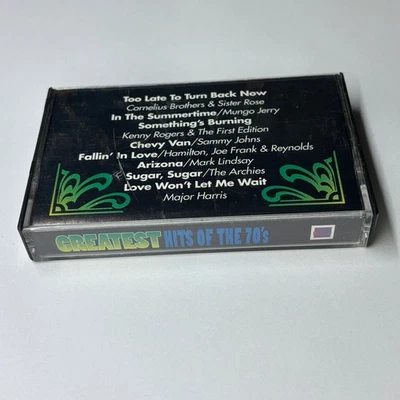 Too Late To Turn Back Now
Cornelius Brothers & Sister Rose
In The Summertime/Mungo Jerry
Something's Burning
Kenny Rogers & The First Edition
Chevy Van/Sammy Johns
Fallin' In Love/Hamilton, Joe Frank & Reynolds
Arizona/Mark Lindsay
Sugar, Sugar/The Archies
Love Won't Let Me Wait
Major Harris
GREATEST HITS OF THE 70's